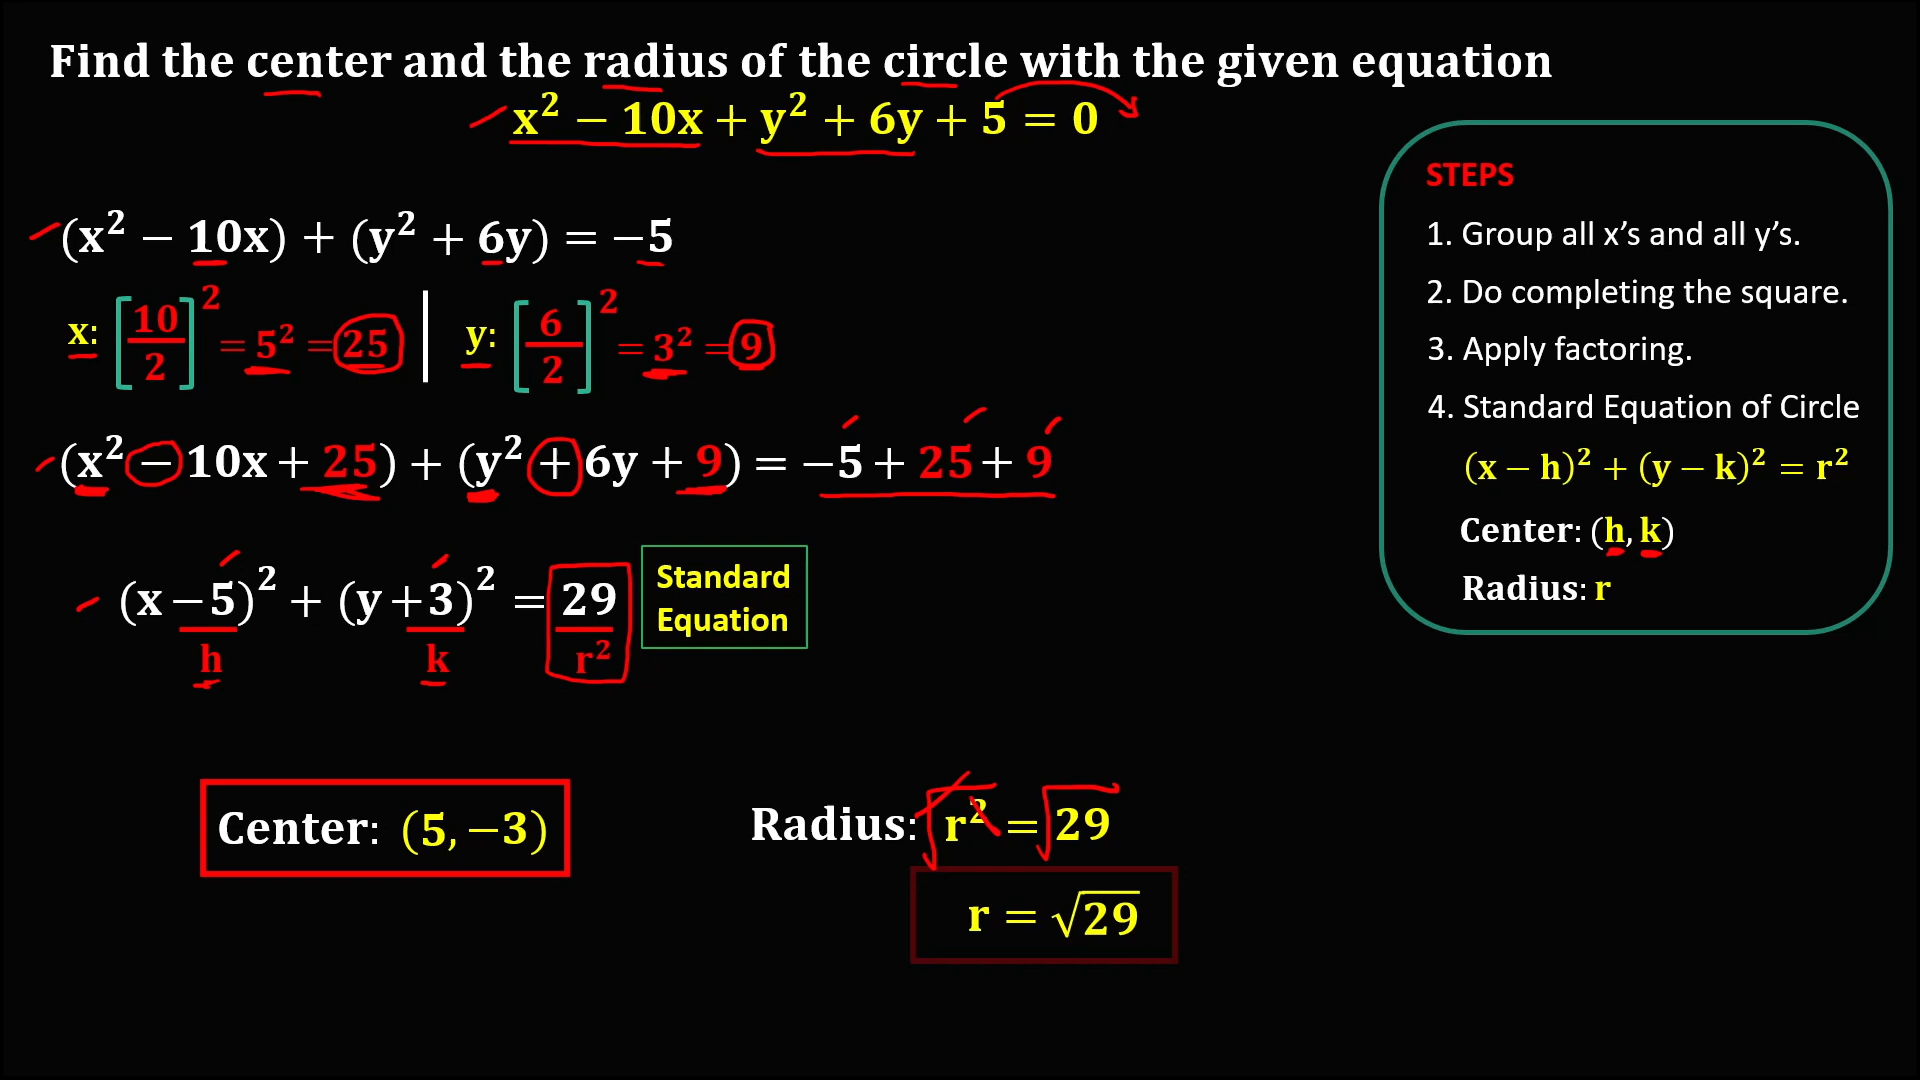 Find the center and the radius of the circle with the given equation
x² − 10x + y² + 6y + 5 = 0
(x² − 10x) + (y² + 6y) = −5
x: [10/2]² = 5² = 25 | y: [6/2]² = 3² = 9
(x² − 10x + 25) + (y² + 6y + 9) = −5 + 25 + 9
(x − 5)² + (y + 3)² = 29
h k r²
Standard
Equation
Center: (5, −3)
Radius: √r² = √29
r = √29
STEPS
1. Group all x’s and all y’s.
2. Do completing the square.
3. Apply factoring.
4. Standard Equation of Circle
(x − h)² + (y − k)² = r²
Center: (h, k)
Radius: r